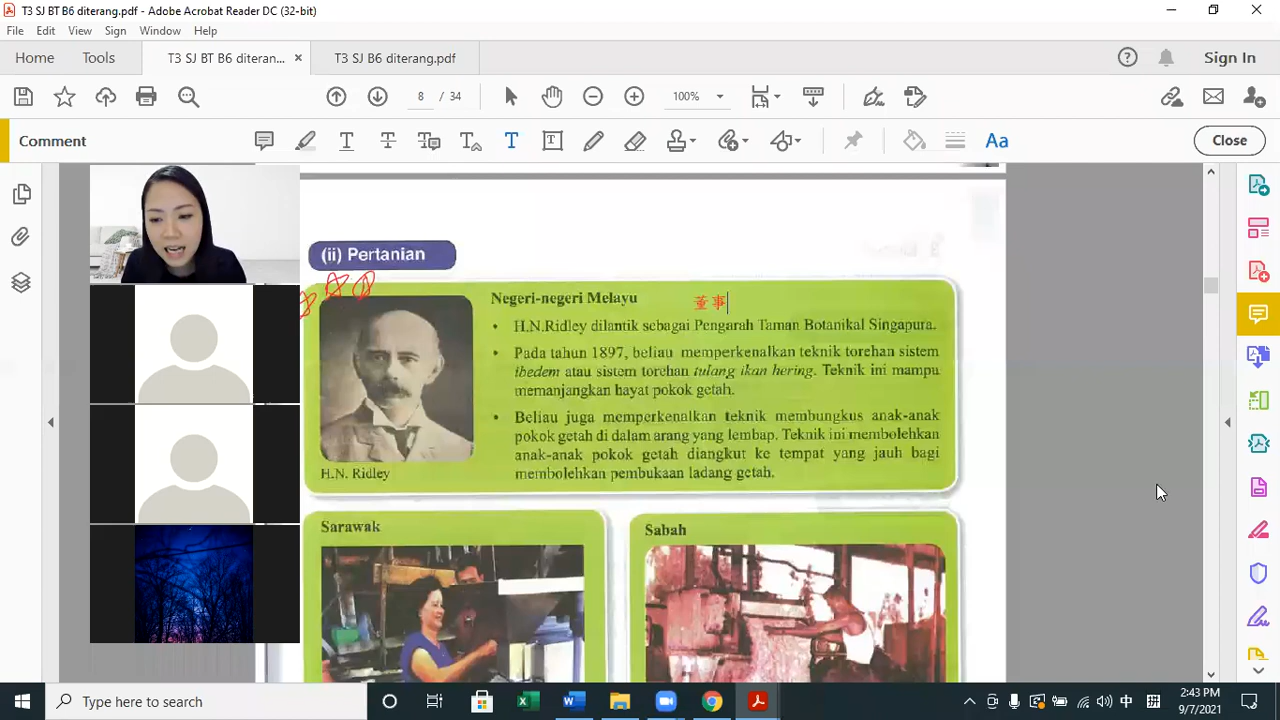 T3 SJ BT B6 diterang.pdf - Adobe Acrobat Reader DC (32-bit)
File Edit View Sign Window Help
Home Tools T3 SJ BT B6 diteran... × T3 SJ B6 diterang.pdf Sign In
8 / 34 100%
Comment Close
(ii) Pertanian
Negeri-negeri Melayu 董事
• H.N.Ridley dilantik sebagai Pengarah Taman Botanikal Singapura.
• Pada tahun 1897, beliau memperkenalkan teknik torehan sistem
ibedem atau sistem torehan tulang ikan hering. Teknik ini mampu
memanjangkan hayat pokok getah.
• Beliau juga memperkenalkan teknik membungkus anak-anak
pokok getah di dalam arang yang lembap. Teknik ini membolehkan
anak-anak pokok getah diangkut ke tempat yang jauh bagi
membolehkan pembukaan ladang getah.
H.N. Ridley
Sarawak
Sabah
Type here to search
中
2:43 PM
9/7/2021